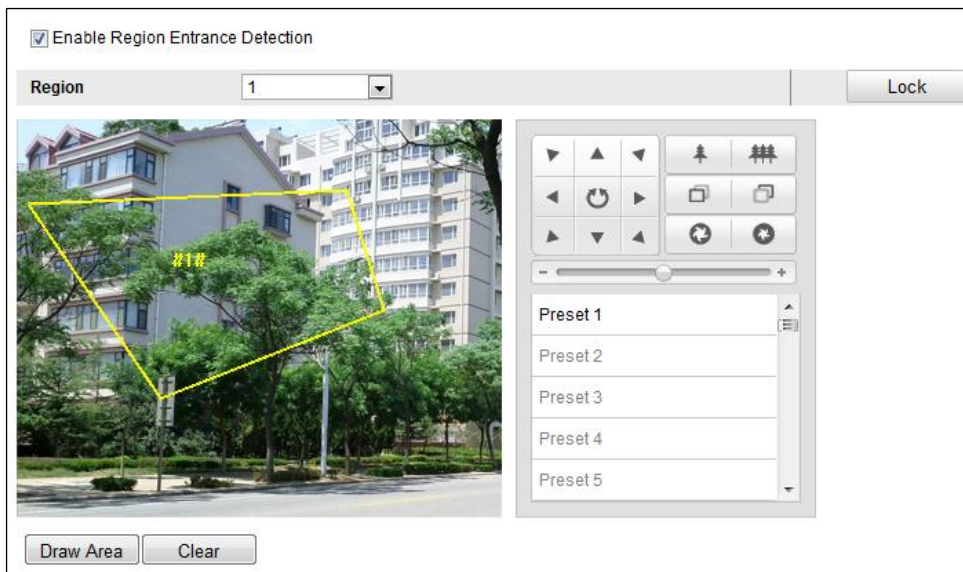 Enable Region Entrance Detection
Region 1 Lock
#1#
Preset 1
Preset 2
Preset 3
Preset 4
Preset 5
Draw Area Clear